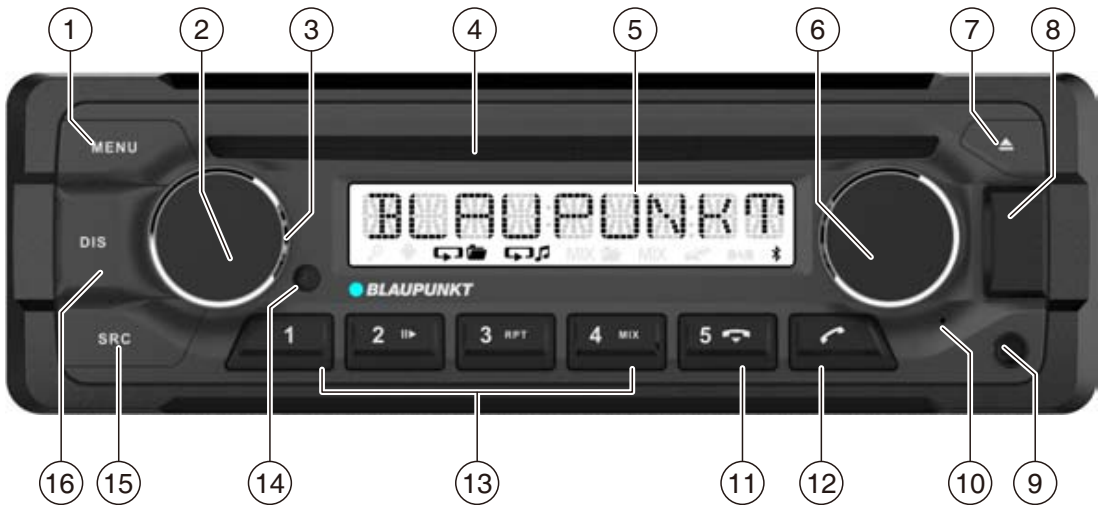 1 2 3 4 5 6 7 8
MENU
BLAUPUNKT
DIS
MIX MIX DAB
BLAUPUNKT
SRC
1 2 3 RPT 4 MIX 5
16 15 14 13 11 12 10 9